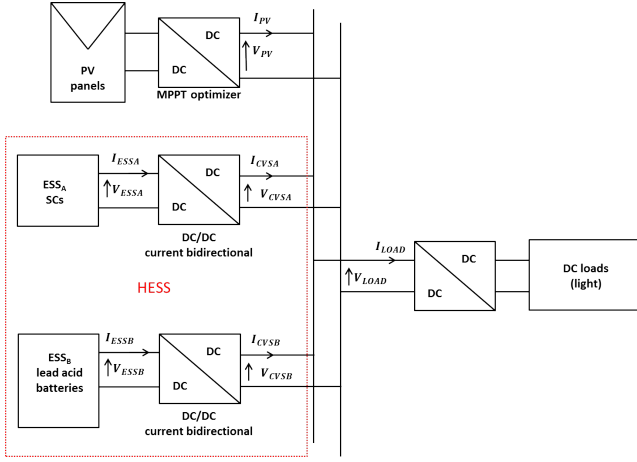 PV
panels
DC
DC
MPPT optimizer
I_PV
V_PV
ESS_A
SCs
I_ESSA
V_ESSA
DC
DC
I_CVSA
V_CVSA
DC/DC
current bidirectional
HESS
I_LOAD
V_LOAD
DC
DC
DC loads
(light)
ESS_B
lead acid
batteries
I_ESSB
V_ESSB
DC
DC
I_CVSB
V_CVSB
DC/DC
current bidirectional